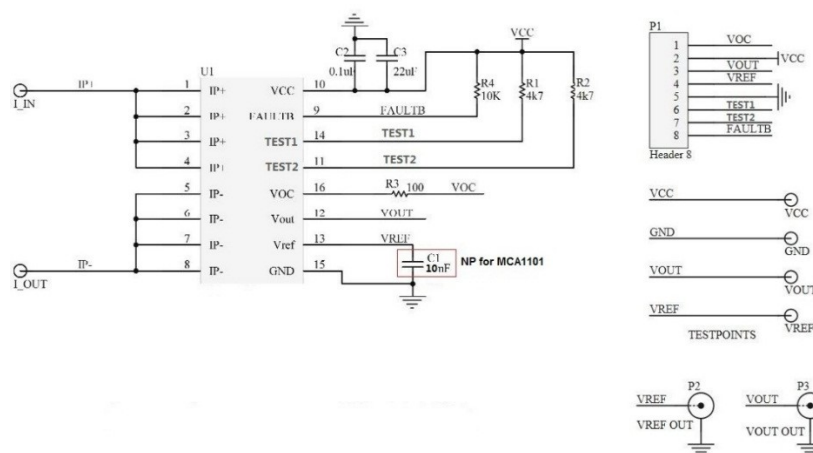 VCC
C2
0.1uF
C3
22uF
U1
I_IN
IP+
1 IP+ VCC 10
2 IP+ FAULTB 9 FAULTB
3 IP+ TEST1 14 TEST1
4 IP+ TEST2 11 TEST2
5 IP- VOC 16 R3 100 VOC
6 IP- Vout 12 VOUT
7 IP- Vref 13 VREF
8 IP- GND 15
IP-
I_OUT
R4
10K
R1
4k7
R2
4k7
C1
10nF
NP for MCA1101
P1
1 VOC
2 VCC
3 VOUT
4 VREF
5
6 TEST1
7 TEST2
8 FAULTB
Header 8
VCC
VCC
GND
GND
VOUT
VOUT
VREF
VREF
TESTPOINTS
P2
VREF
VREF OUT
P3
VOUT
VOUT OUT